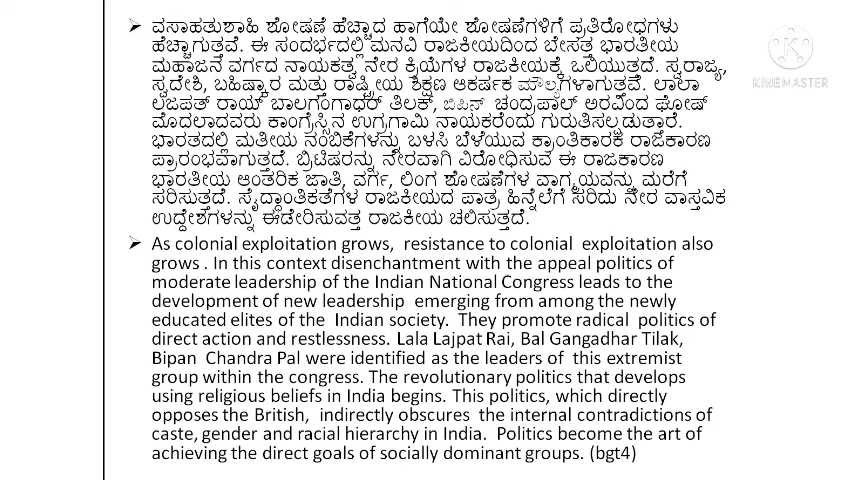 ➢ ವಸಾಹತುಶಾಹಿ ಶೋಷಣೆ ಹೆಚ್ಚಾದ ಹಾಗೆಯೇ ಶೋಷಣೆಗಳಿಗೆ ಪ್ರತಿರೋಧಗಳು
ಹೆಚ್ಚಾಗುತ್ತವೆ. ಈ ಸಂದರ್ಭದಲ್ಲಿ ಮನವಿ ರಾಜಕೀಯದಿಂದ ಬೇಸತ್ತ ಭಾರತೀಯ
ಮಹಾಜನ ವರ್ಗದ ನಾಯಕತ್ವ ನೇರ ಕ್ರಿಯೆಗಳ ರಾಜಕೀಯಕ್ಕೆ ಒಲಿಯುತ್ತದೆ. ಸ್ವರಾಜ್ಯ,
ಸ್ವದೇಶಿ, ಬಹಿಷ್ಕಾರ ಮತ್ತು ರಾಷ್ಟ್ರೀಯ ಶಿಕ್ಷಣ ಆಕರ್ಷಕ ಮೌಲ್ಯಗಳಾಗುತ್ತವೆ. ಲಾಲಾ
ಲಜಪತ್ ರಾಯ್ ಬಾಲಗಂಗಾಧರ್ ತಿಲಕ್, ಬಿಪಿನ್ ಚಂದ್ರಪಾಲ್ ಅರವಿಂದ ಘೋಷ್
ಮೊದಲಾದವರು ಕಾಂಗ್ರೆಸ್ಸಿನ ಉಗ್ರಗಾಮಿ ನಾಯಕರೆಂದು ಗುರುತಿಸಲ್ಪಡುತ್ತಾರೆ.
ಭಾರತದಲ್ಲಿ ಮತೀಯ ನಂಬಿಕೆಗಳನ್ನು ಬಳಸಿ ಬೆಳೆಯುವ ಕ್ರಾಂತಿಕಾರಕ ರಾಜಕಾರಣ
ಪ್ರಾರಂಭವಾಗುತ್ತದೆ. ಬ್ರಿಟಿಷರನ್ನು ನೇರವಾಗಿ ವಿರೋಧಿಸುವ ಈ ರಾಜಕಾರಣ
ಭಾರತೀಯ ಆಂತರಿಕ ಜಾತಿ, ವರ್ಗ, ಲಿಂಗ ಶೋಷಣೆಗಳ ವಾಗ್ಮಯವನ್ನು ಮರೆಗೆ
ಸರಿಸುತ್ತದೆ. ಸೈದ್ಧಾಂತಿಕತೆಗಳ ರಾಜಕೀಯದ ಪಾತ್ರ ಹಿನ್ನೆಲೆಗೆ ಸರಿದು ನೇರ ವಾಸ್ತವಿಕ
ಉದ್ದೇಶಗಳನ್ನು ಈಡೇರಿಸುವತ್ತ ರಾಜಕೀಯ ಚಲಿಸುತ್ತದೆ.
➢ As colonial exploitation grows, resistance to colonial exploitation also
grows . In this context disenchantment with the appeal politics of
moderate leadership of the Indian National Congress leads to the
development of new leadership emerging from among the newly
educated elites of the Indian society. They promote radical politics of
direct action and restlessness. Lala Lajpat Rai, Bal Gangadhar Tilak,
Bipan Chandra Pal were identified as the leaders of this extremist
group within the congress. The revolutionary politics that develops
using religious beliefs in India begins. This politics, which directly
opposes the British, indirectly obscures the internal contradictions of
caste, gender and racial hierarchy in India. Politics become the art of
achieving the direct goals of socially dominant groups. (bgt4)
KINEMASTER